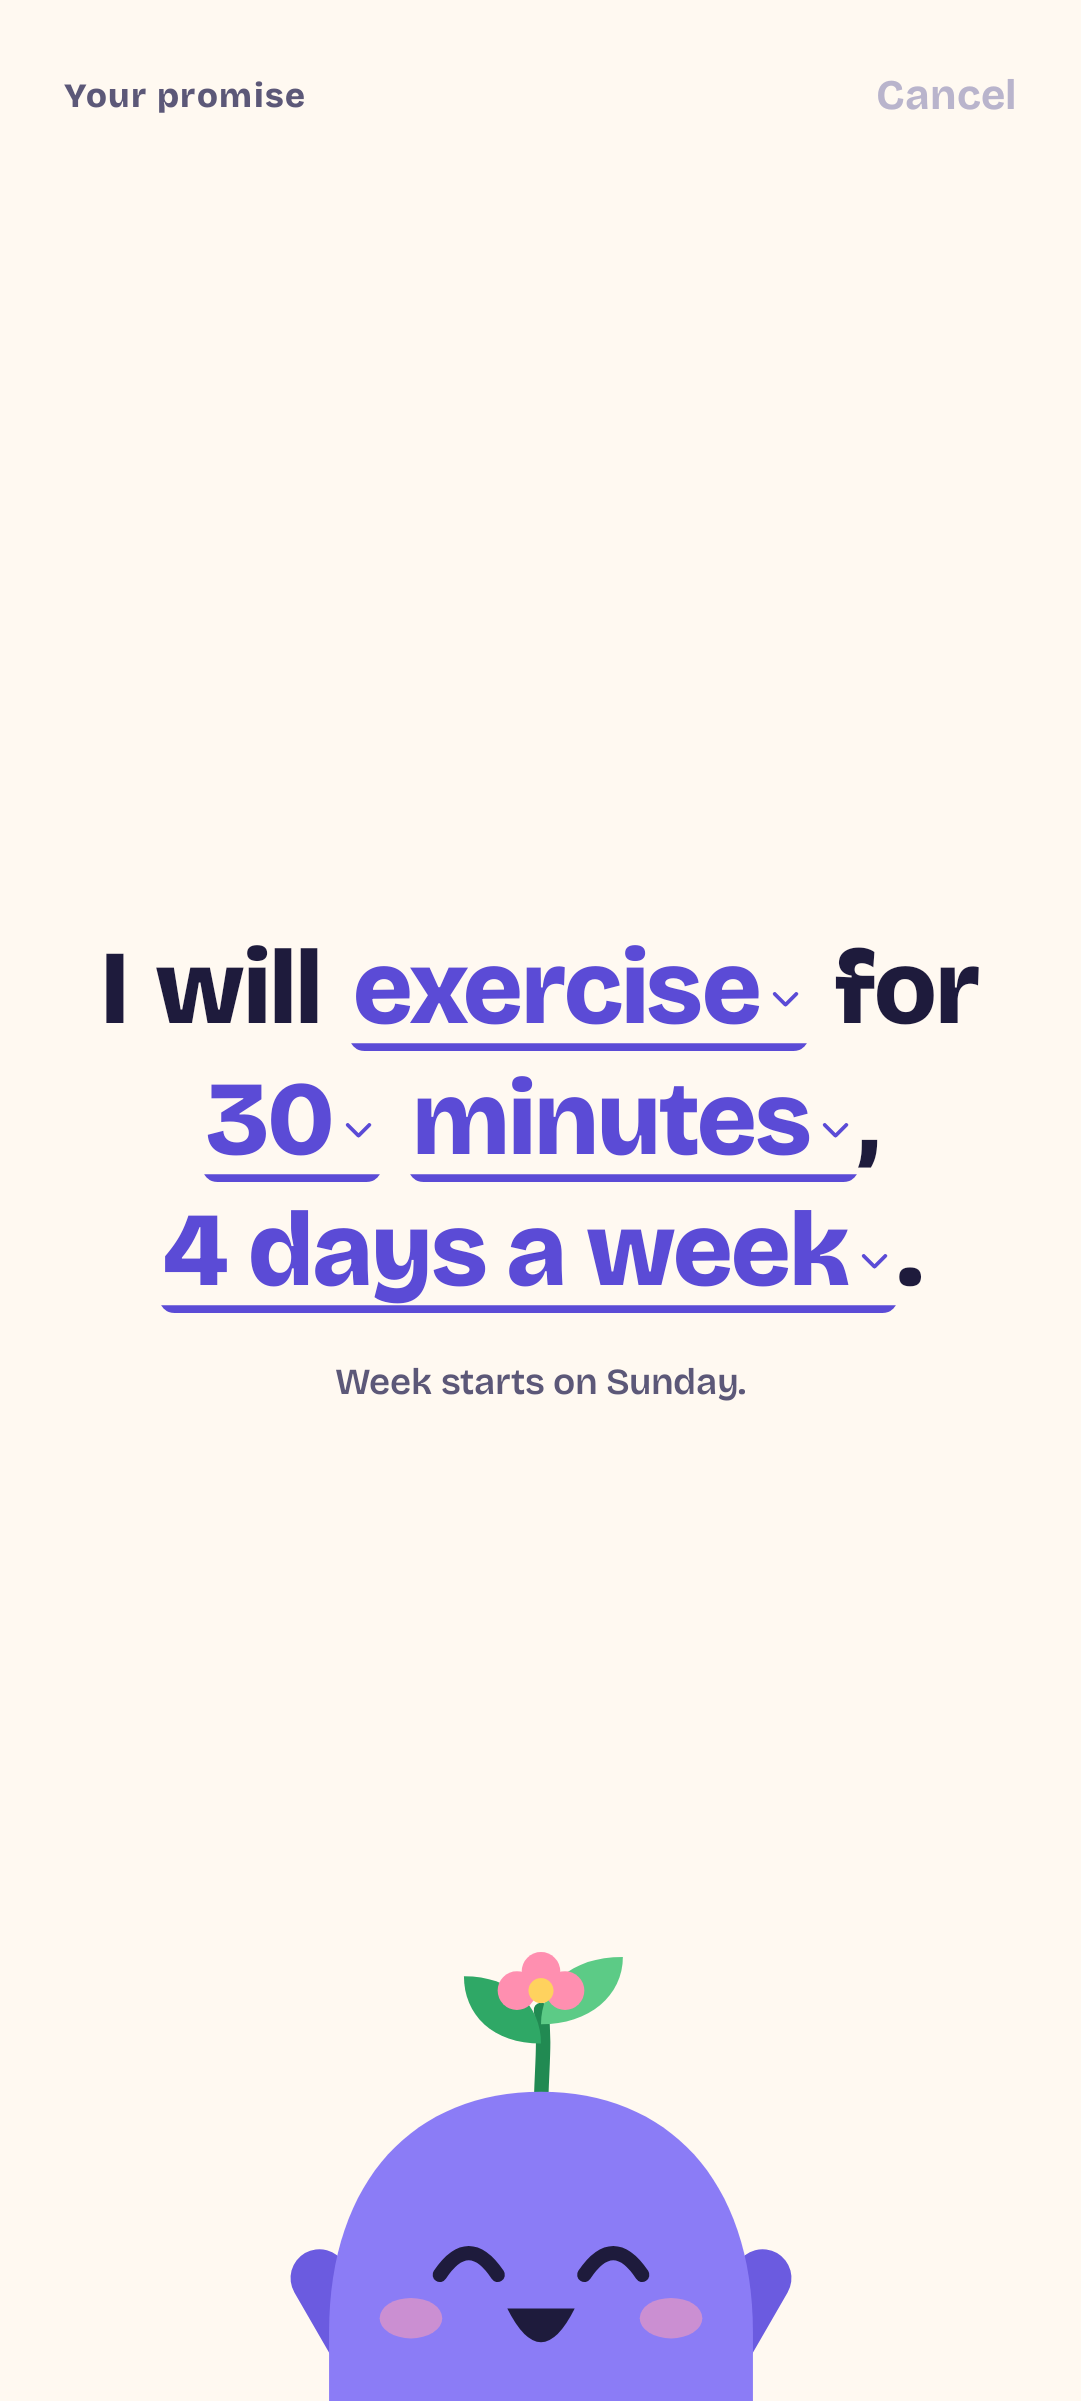 Your promise
Cancel
I will exercise for
30 minutes,
4 days a week.
Week starts on Sunday.